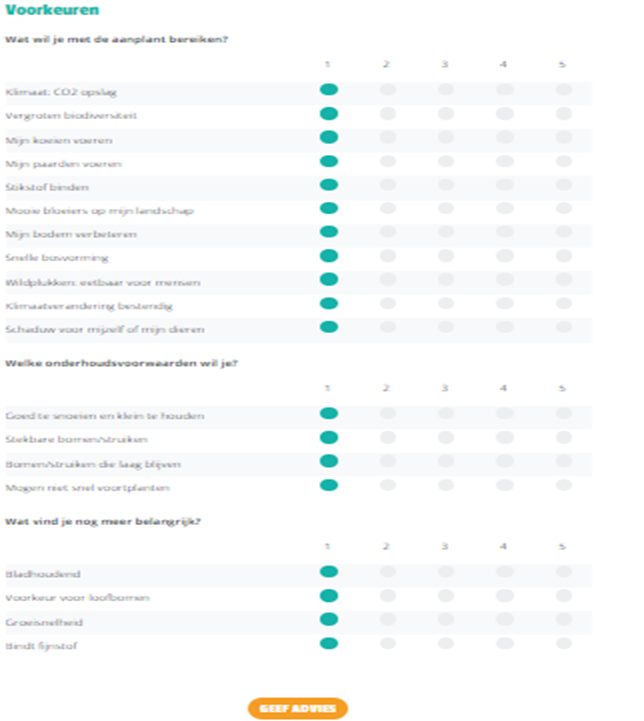 Voorkeuren
Wat wil je met de aanplant bereiken?
1 2 3 4 5
Klimaat: CO2 opslag
Vergroten biodiversiteit
Mijn koeien voeren
Mijn paarden voeren
Stikstof binden
Mooie bloeiers op mijn landschap
Mijn bodem verbeteren
Snelle bosvorming
Wildplukken: eetbaar voor mensen
Klimaatverandering bestendig
Schaduw voor mijzelf of mijn dieren
Welke onderhoudsvoorwaarden wil je?
1 2 3 4 5
Goed te snoeien en klein te houden
Stekbare bomen/struiken
Bomen/struiken die laag blijven
Mogen niet snel voortplanten
Wat vind je nog meer belangrijk?
1 2 3 4 5
Bladhoudend
Voorkeur voor loofbomen
Groeisnelheid
Bindt fijnstof
GEEF ADVIES